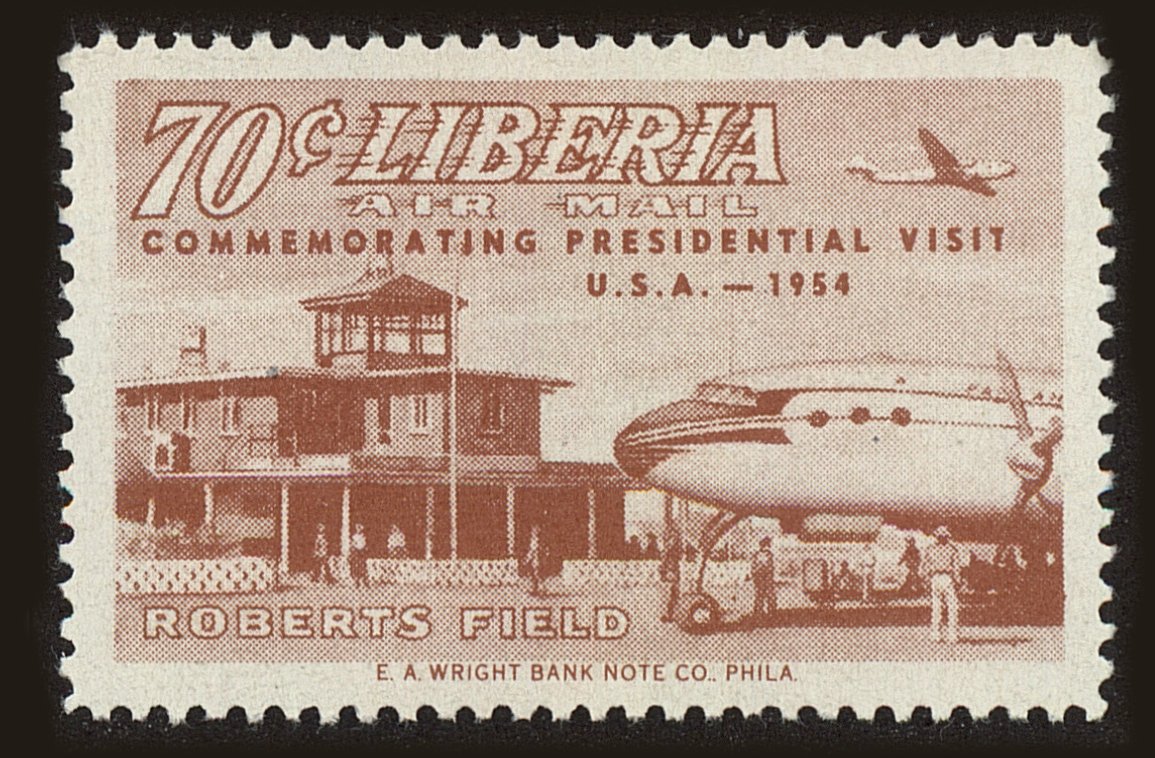 70¢ LIBERIA
AIR MAIL
COMMEMORATING PRESIDENTIAL VISIT
U.S.A. — 1954
ROBERTS FIELD
E. A. WRIGHT BANK NOTE CO., PHILA.